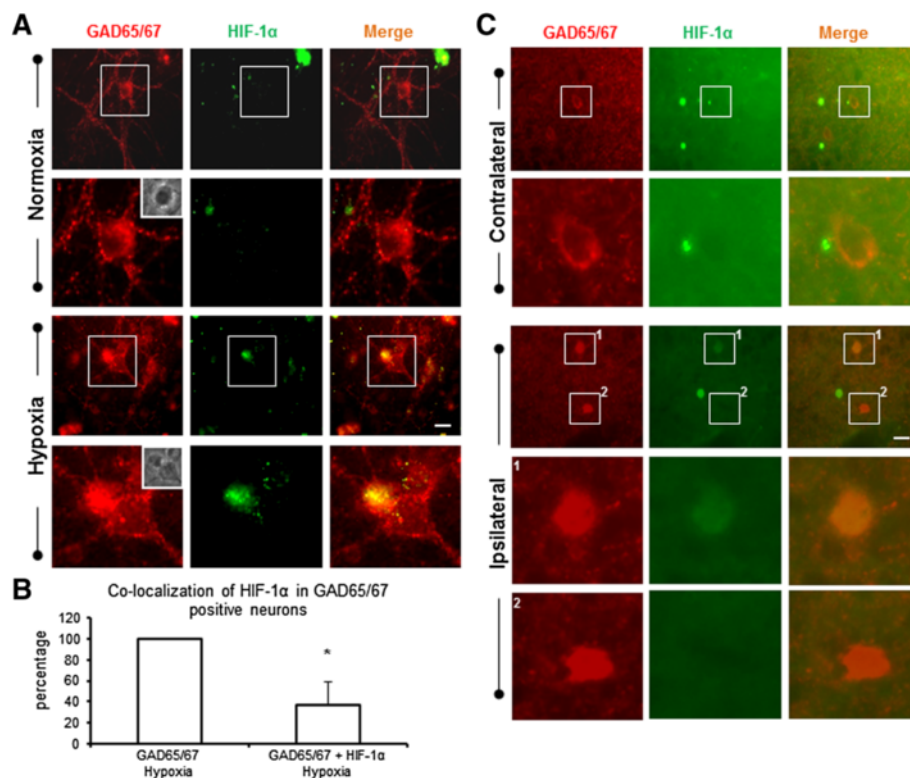 A
GAD65/67 HIF-1α Merge
Normoxia
Hypoxia
B
Co-localization of HIF-1α in GAD65/67
positive neurons
percentage
120
100
80
60
40
20
0
*
GAD65/67
Hypoxia
GAD65/67 + HIF-1α
Hypoxia
C
GAD65/67 HIF-1α Merge
Contralateral
Ipsilateral
1 1 1
2 2 2
1
2